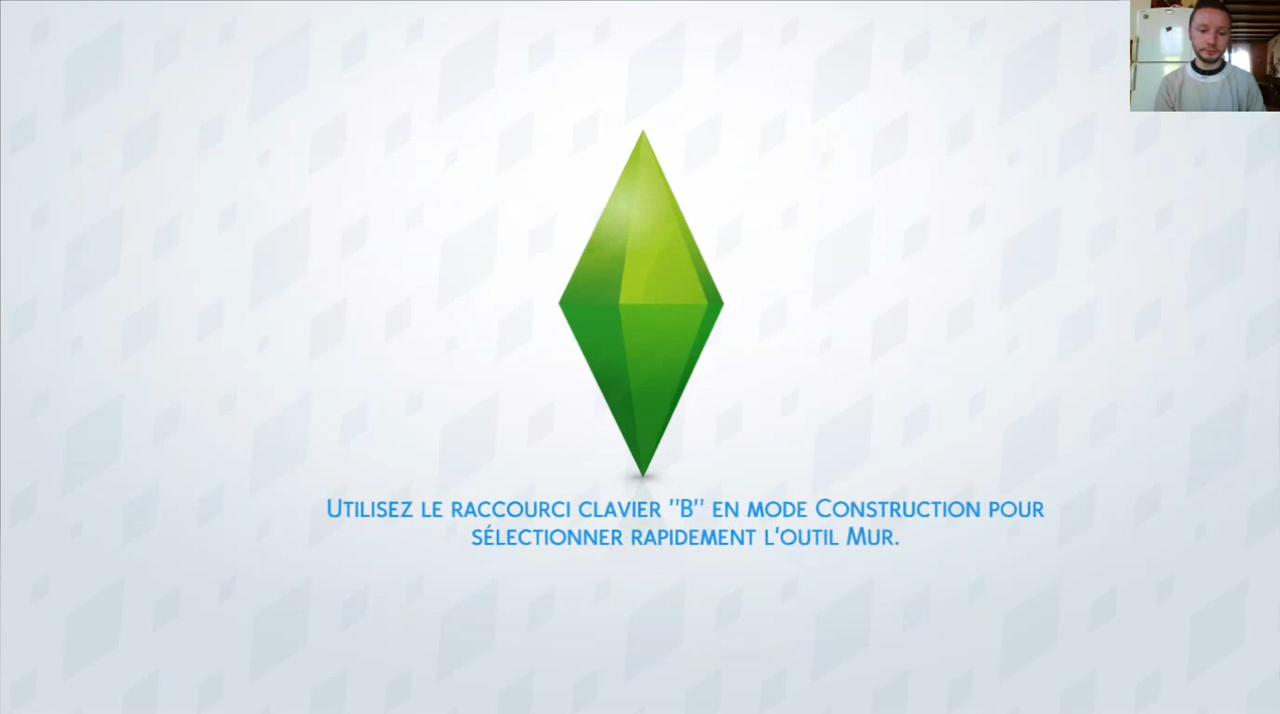 Utilisez le raccourci clavier "B" en mode Construction pour
sélectionner rapidement l'outil Mur.